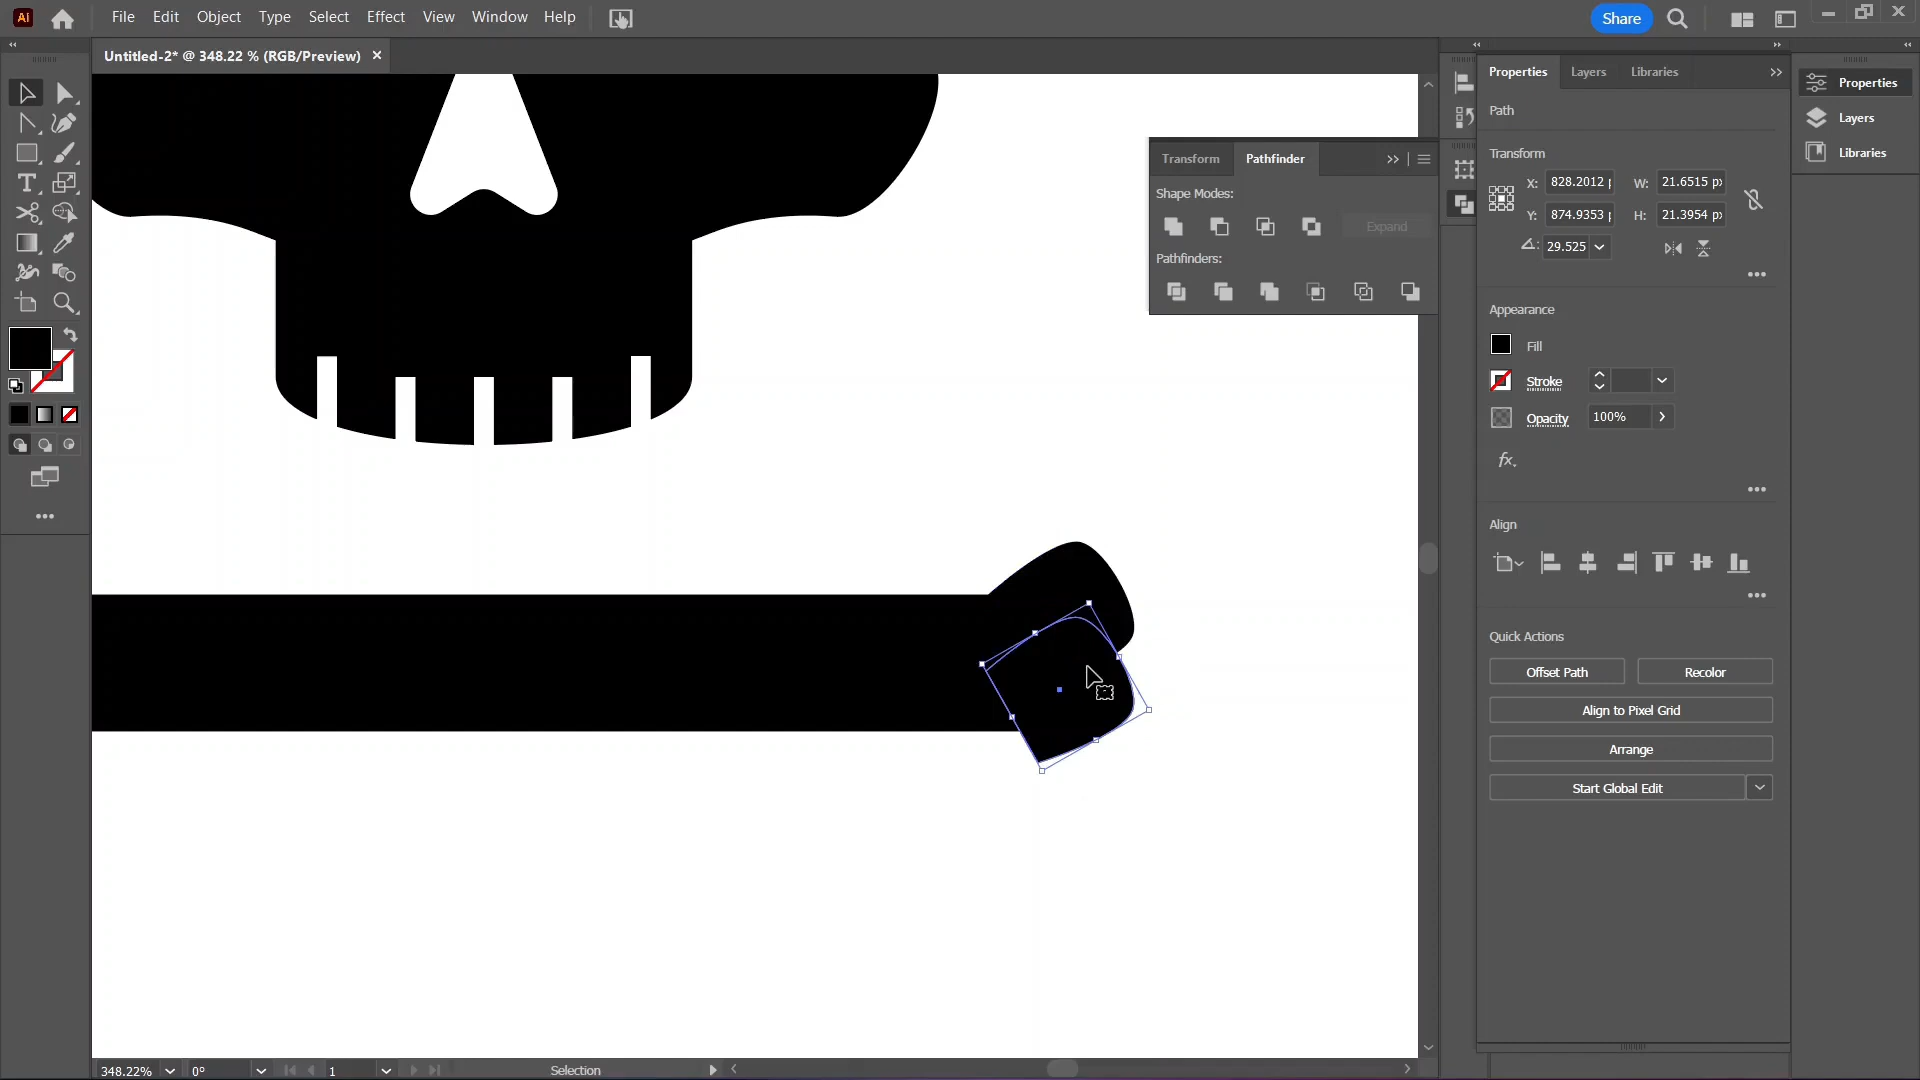 Ai File Edit Object Type Select Effect View Window Help Share
Untitled-2* @ 348.22 % (RGB/Preview) ×
Properties Layers Libraries
Properties
Layers
Libraries
Path
Transform
X: 828.2012 W: 21.6515 px
Y: 874.9353 H: 21.3954 px
29.525
Transform Pathfinder
Shape Modes:
Expand
Pathfinders:
Appearance
Fill
Stroke
Opacity 100%
fx
Align
Quick Actions
Offset Path Recolor
Align to Pixel Grid
Arrange
Start Global Edit
348.22% 0° 1 Selection